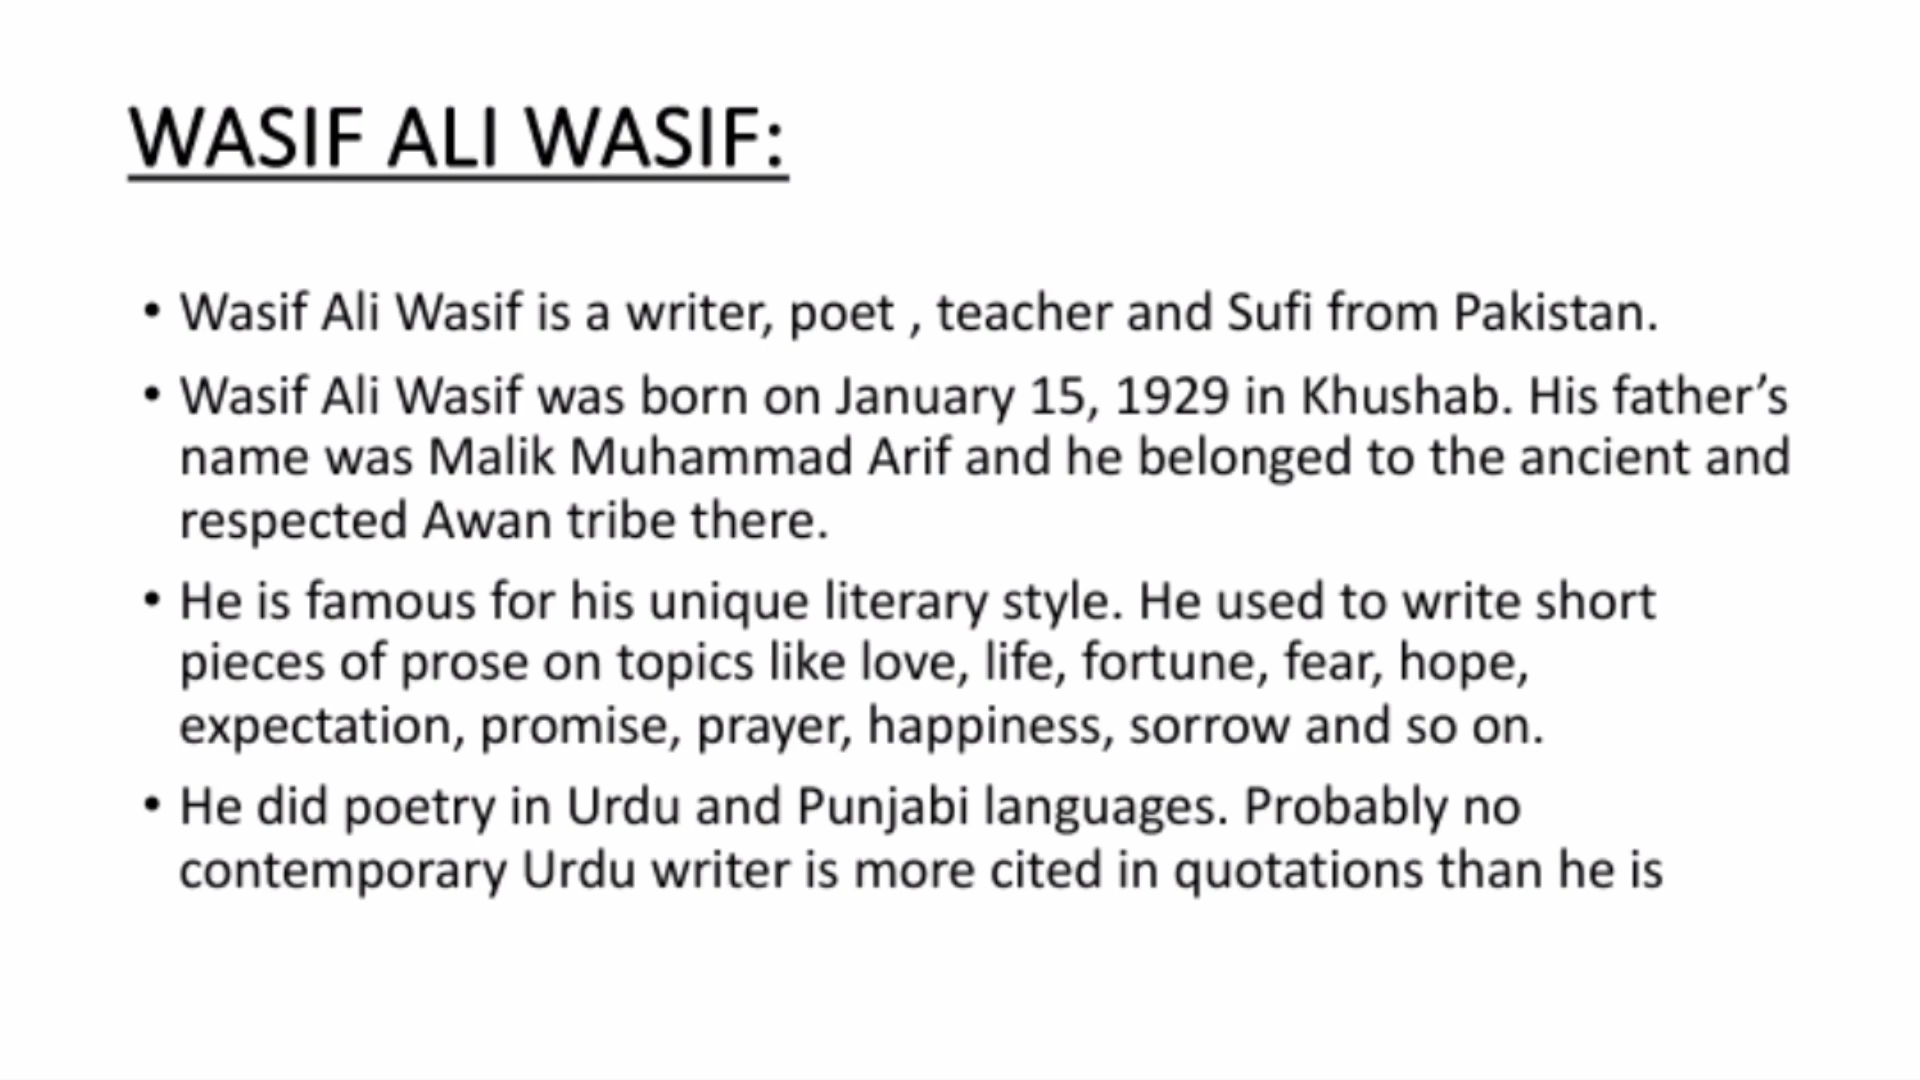 WASIF ALI WASIF:
• Wasif Ali Wasif is a writer, poet , teacher and Sufi from Pakistan.
• Wasif Ali Wasif was born on January 15, 1929 in Khushab. His father’s
name was Malik Muhammad Arif and he belonged to the ancient and
respected Awan tribe there.
• He is famous for his unique literary style. He used to write short
pieces of prose on topics like love, life, fortune, fear, hope,
expectation, promise, prayer, happiness, sorrow and so on.
• He did poetry in Urdu and Punjabi languages. Probably no
contemporary Urdu writer is more cited in quotations than he is